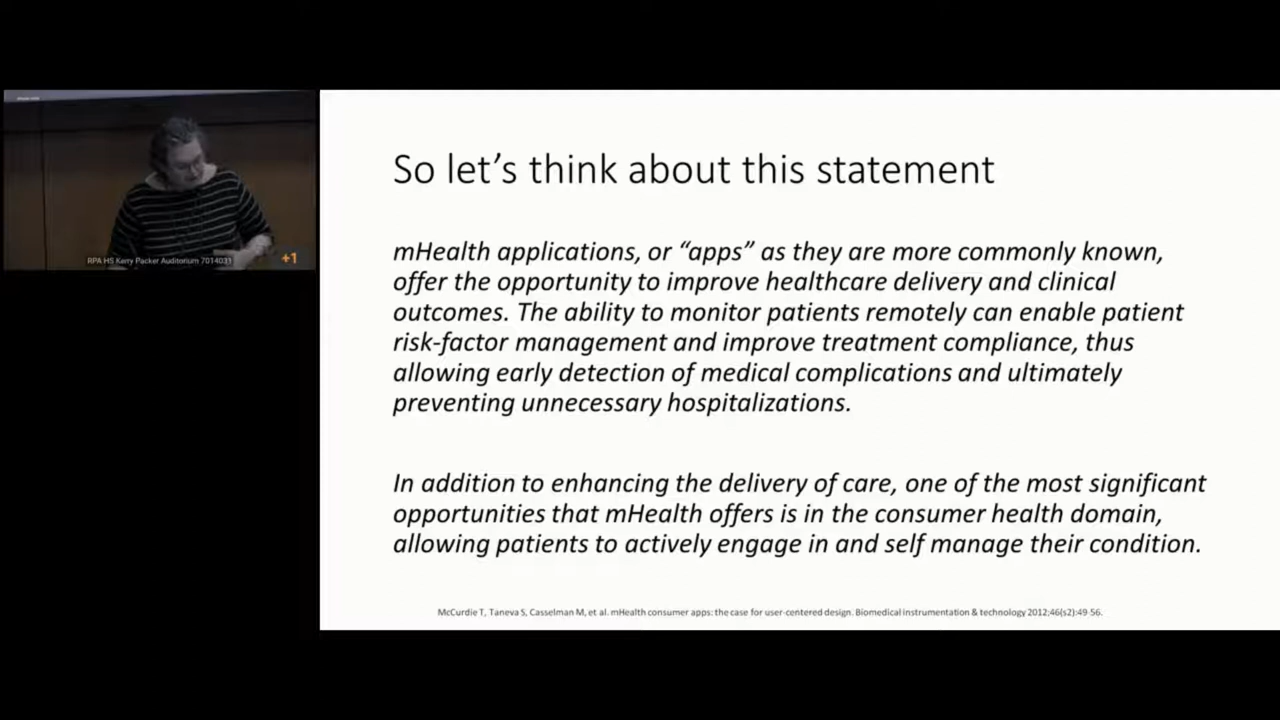 RPA HS Kerry Packer Auditorium 7014033
+1
So let's think about this statement
mHealth applications, or “apps” as they are more commonly known,
offer the opportunity to improve healthcare delivery and clinical
outcomes. The ability to monitor patients remotely can enable patient
risk-factor management and improve treatment compliance, thus
allowing early detection of medical complications and ultimately
preventing unnecessary hospitalizations.
In addition to enhancing the delivery of care, one of the most significant
opportunities that mHealth offers is in the consumer health domain,
allowing patients to actively engage in and self manage their condition.
McCurdie T, Taneva S, Casselman M, et al. mHealth consumer apps: the case for user-centered design. Biomedical instrumentation & technology 2012;46(s2):49-56.